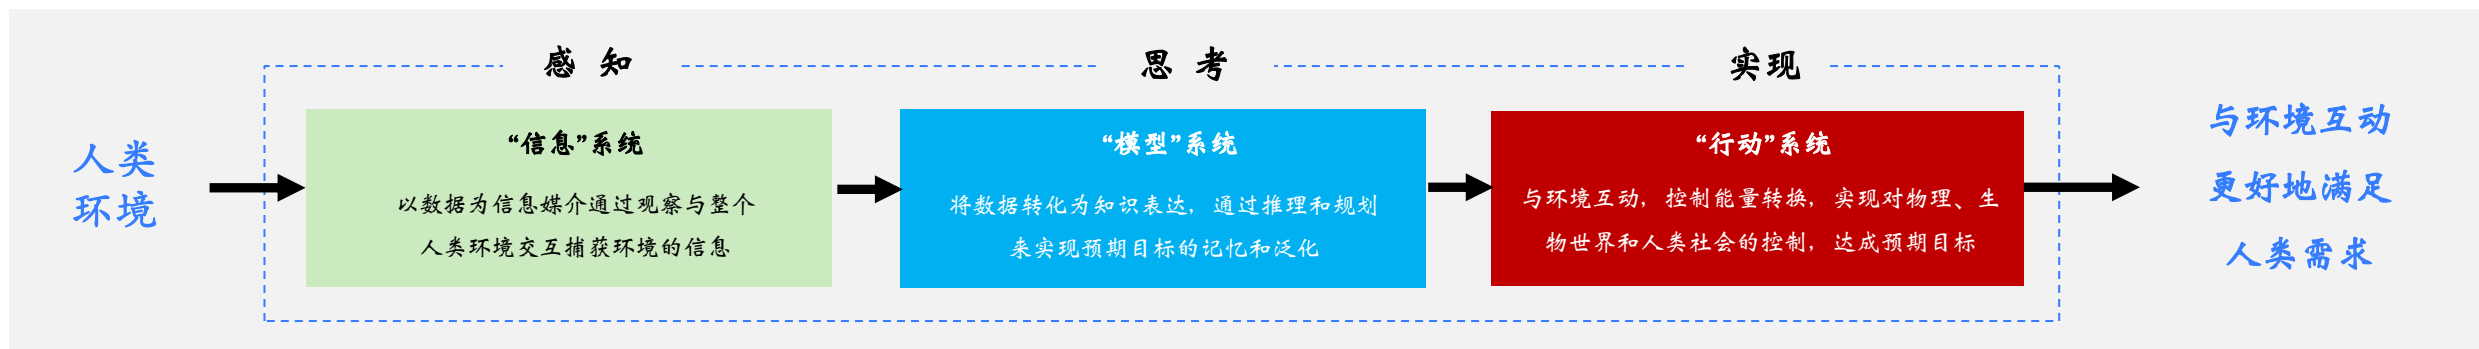 感 知
思 考
实现
人类
环境
“信息”系统
以数据为信息媒介通过观察与整个
人类环境交互捕获环境的信息
“模型”系统
将数据转化为知识表达，通过推理和规划
来实现预期目标的记忆和泛化
“行动”系统
与环境互动，控制能量转换，实现对物理、生
物世界和人类社会的控制，达成预期目标
与环境互动
更好地满足
人类需求